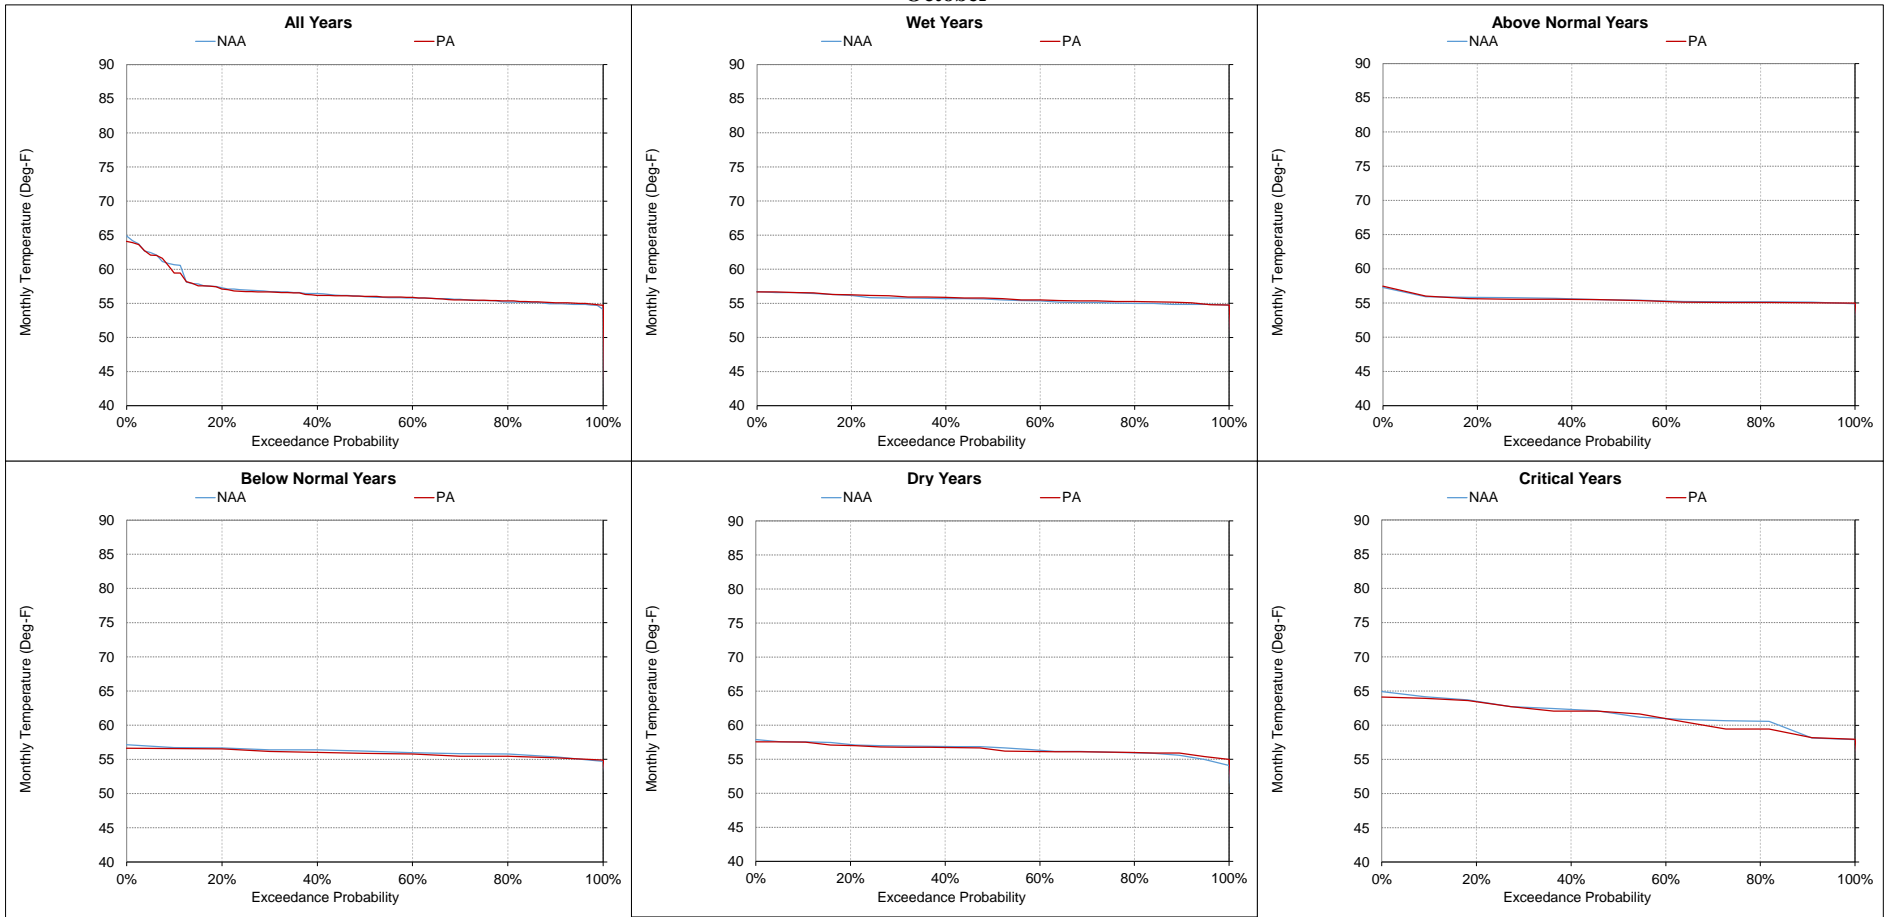 All Years
NAA PA
90
85
80
75
70
65
60
55
50
45
40
Monthly Temperature (Deg-F)
0% 20% 40% 60% 80% 100%
Exceedance Probability
Wet Years
NAA PA
90
85
80
75
70
65
60
55
50
45
40
Monthly Temperature (Deg-F)
0% 20% 40% 60% 80% 100%
Exceedance Probability
Above Normal Years
NAA PA
90
85
80
75
70
65
60
55
50
45
40
Monthly Temperature (Deg-F)
0% 20% 40% 60% 80% 100%
Exceedance Probability
Below Normal Years
NAA PA
90
85
80
75
70
65
60
55
50
45
40
Monthly Temperature (Deg-F)
0% 20% 40% 60% 80% 100%
Exceedance Probability
Dry Years
NAA PA
90
85
80
75
70
65
60
55
50
45
40
Monthly Temperature (Deg-F)
0% 20% 40% 60% 80% 100%
Exceedance Probability
Critical Years
NAA PA
90
85
80
75
70
65
60
55
50
45
40
Monthly Temperature (Deg-F)
0% 20% 40% 60% 80% 100%
Exceedance Probability